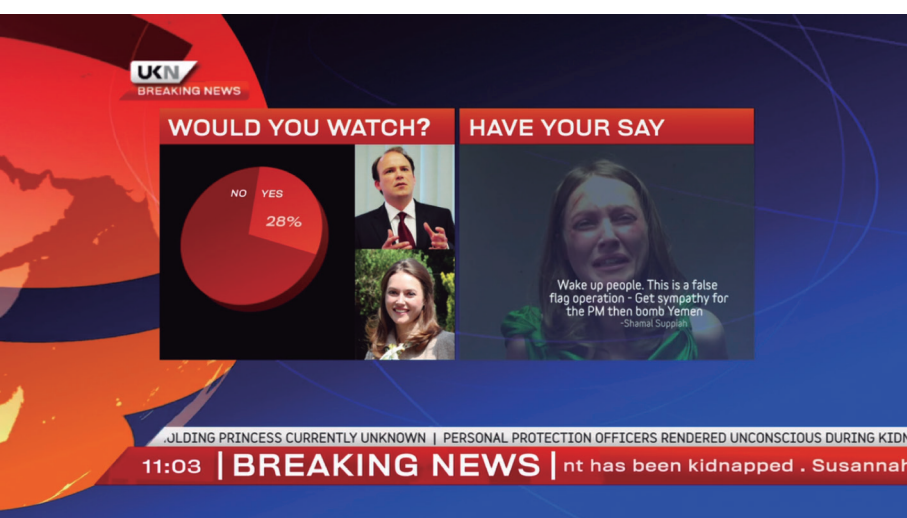 UKN
BREAKING NEWS
WOULD YOU WATCH?
NO YES
28%
HAVE YOUR SAY
Wake up people. This is a false
flag operation - Get sympathy for
the PM then bomb Yemen
-Shamal Suppiah
OLDING PRINCESS CURRENTLY UNKNOWN | PERSONAL PROTECTION OFFICERS RENDERED UNCONSCIOUS DURING KIDN
11:03 | BREAKING NEWS | nt has been kidnapped . Susannah